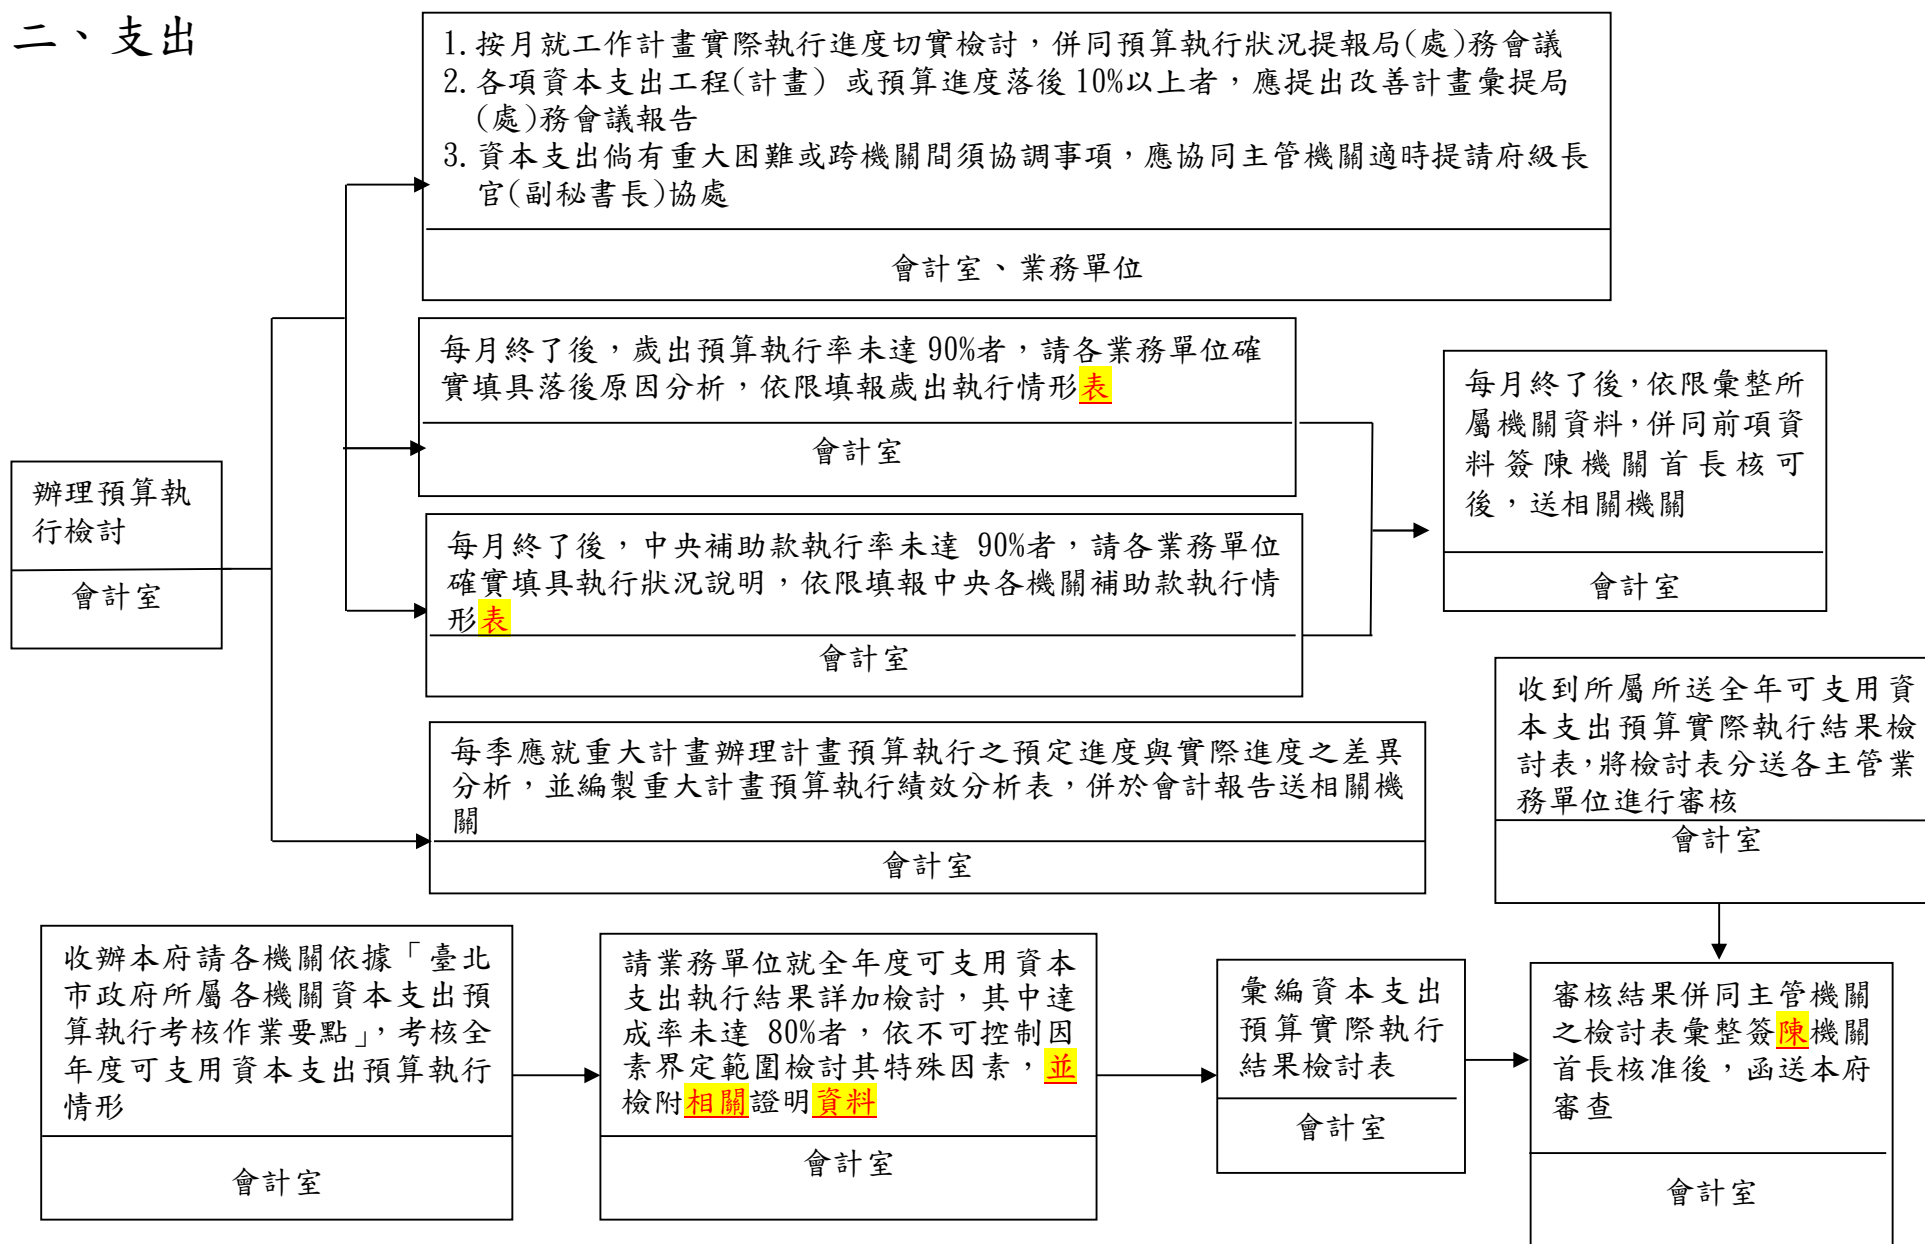 二、支出
1.按月就工作計畫實際執行進度切實檢討，併同預算執行狀況提報局(處)務會議
2.各項資本支出工程(計畫) 或預算進度落後 10%以上者，應提出改善計畫彙提局
(處)務會議報告
3.資本支出倘有重大困難或跨機關間須協調事項，應協同主管機關適時提請府級長
官(副秘書長)協處
會計室、業務單位
每月終了後，歲出預算執行率未達 90%者，請各業務單位確
實填具落後原因分析，依限填報歲出執行情形表
會計室
每月終了後，依限彙整所
屬機關資料，併同前項資
料簽陳機關首長核可
後，送相關機關
會計室
辦理預算執
行檢討
會計室
每月終了後，中央補助款執行率未達 90%者，請各業務單位
確實填具執行狀況說明，依限填報中央各機關補助款執行情
形表
會計室
每季應就重大計畫辦理計畫預算執行之預定進度與實際進度之差異
分析，並編製重大計畫預算執行績效分析表，併於會計報告送相關機
關
會計室
收到所屬所送全年可支用資
本支出預算實際執行結果檢
討表，將檢討表分送各主管業
務單位進行審核
會計室
收辦本府請各機關依據「臺北
市政府所屬各機關資本支出預
算執行考核作業要點」，考核全
年度可支用資本支出預算執行
情形
會計室
請業務單位就全年度可支用資本
支出執行結果詳加檢討，其中達
成率未達 80%者，依不可控制因
素界定範圍檢討其特殊因素，並
檢附相關證明資料
會計室
彙編資本支出
預算實際執行
結果檢討表
會計室
審核結果併同主管機關
之檢討表彙整簽陳機關
首長核准後，函送本府
審查
會計室